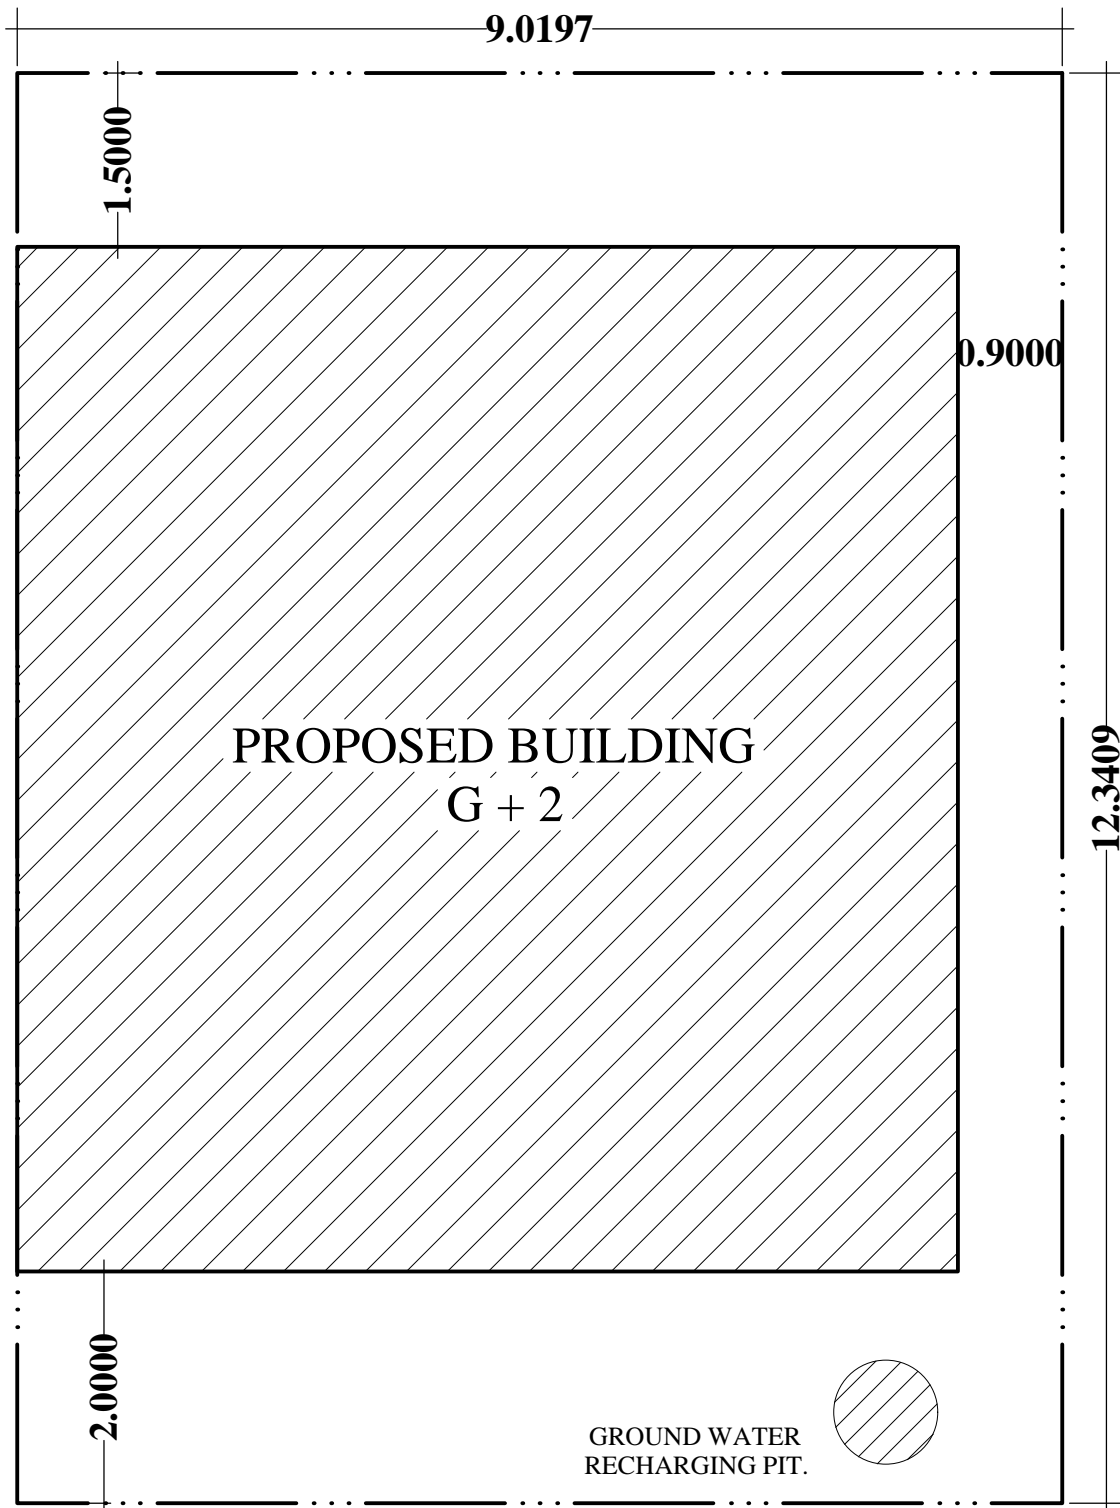 9.0197
1.5000
0.9000
PROPOSED BUILDING
G + 2
12.3409
2.0000
GROUND WATER
RECHARGING PIT.